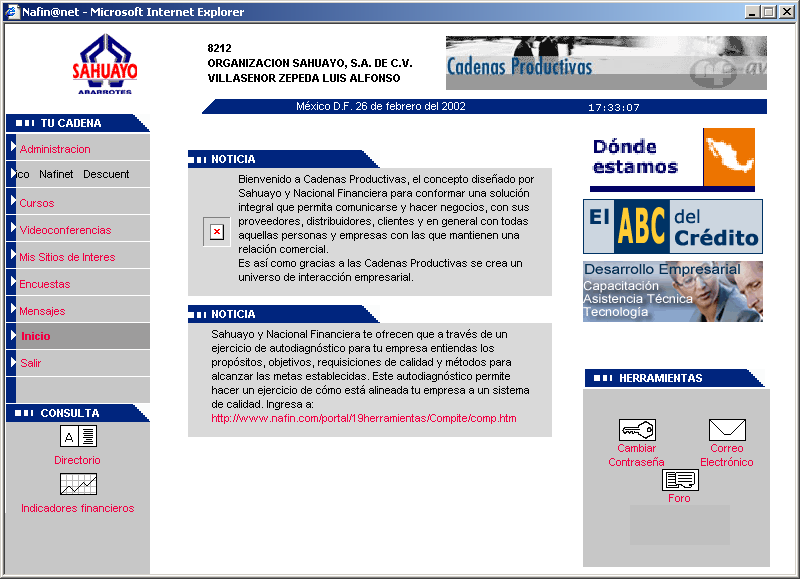 Nafin@net - Microsoft Internet Explorer
SAHUAYO
ABARROTES
8212
ORGANIZACION SAHUAYO, S.A. DE C.V.
VILLASENOR ZEPEDA LUIS ALFONSO
Cadenas Productivas
av
México D.F. 26 de febrero del 2002
17:33:07
TU CADENA
Administracion
ico Nafinet Descuent
Cursos
Videoconferencias
Mis Sitios de Interes
Encuestas
Mensajes
Inicio
Salir
CONSULTA
A
Directorio
Indicadores financieros
NOTICIA
Bienvenido a Cadenas Productivas, el concepto diseñado por
Sahuayo y Nacional Financiera para conformar una solución
integral que permita comunicarse y hacer negocios, con sus
proveedores, distribuidores, clientes y en general con todas
aquellas personas y empresas con las que mantienen una
relación comercial.
Es así como gracias a las Cadenas Productivas se crea un
universo de interacción empresarial.
NOTICIA
Sahuayo y Nacional Financiera te ofrecen que a través de un
ejercicio de autodiagnóstico para tu empresa entiendas los
propósitos, objetivos, requisiciones de calidad y métodos para
alcanzar las metas establecidas. Este autodiagnóstico permite
hacer un ejercicio de cómo está alineada tu empresa a un sistema
de calidad. Ingresa a:
http://www.nafin.com/portal/19herramientas/Compite/comp.htm
Dónde
estamos
El ABC del
Crédito
Desarrollo Empresarial
Capacitación
Asistencia Técnica
Tecnología
HERRAMIENTAS
Cambiar
Contraseña
Correo
Electrónico
Foro